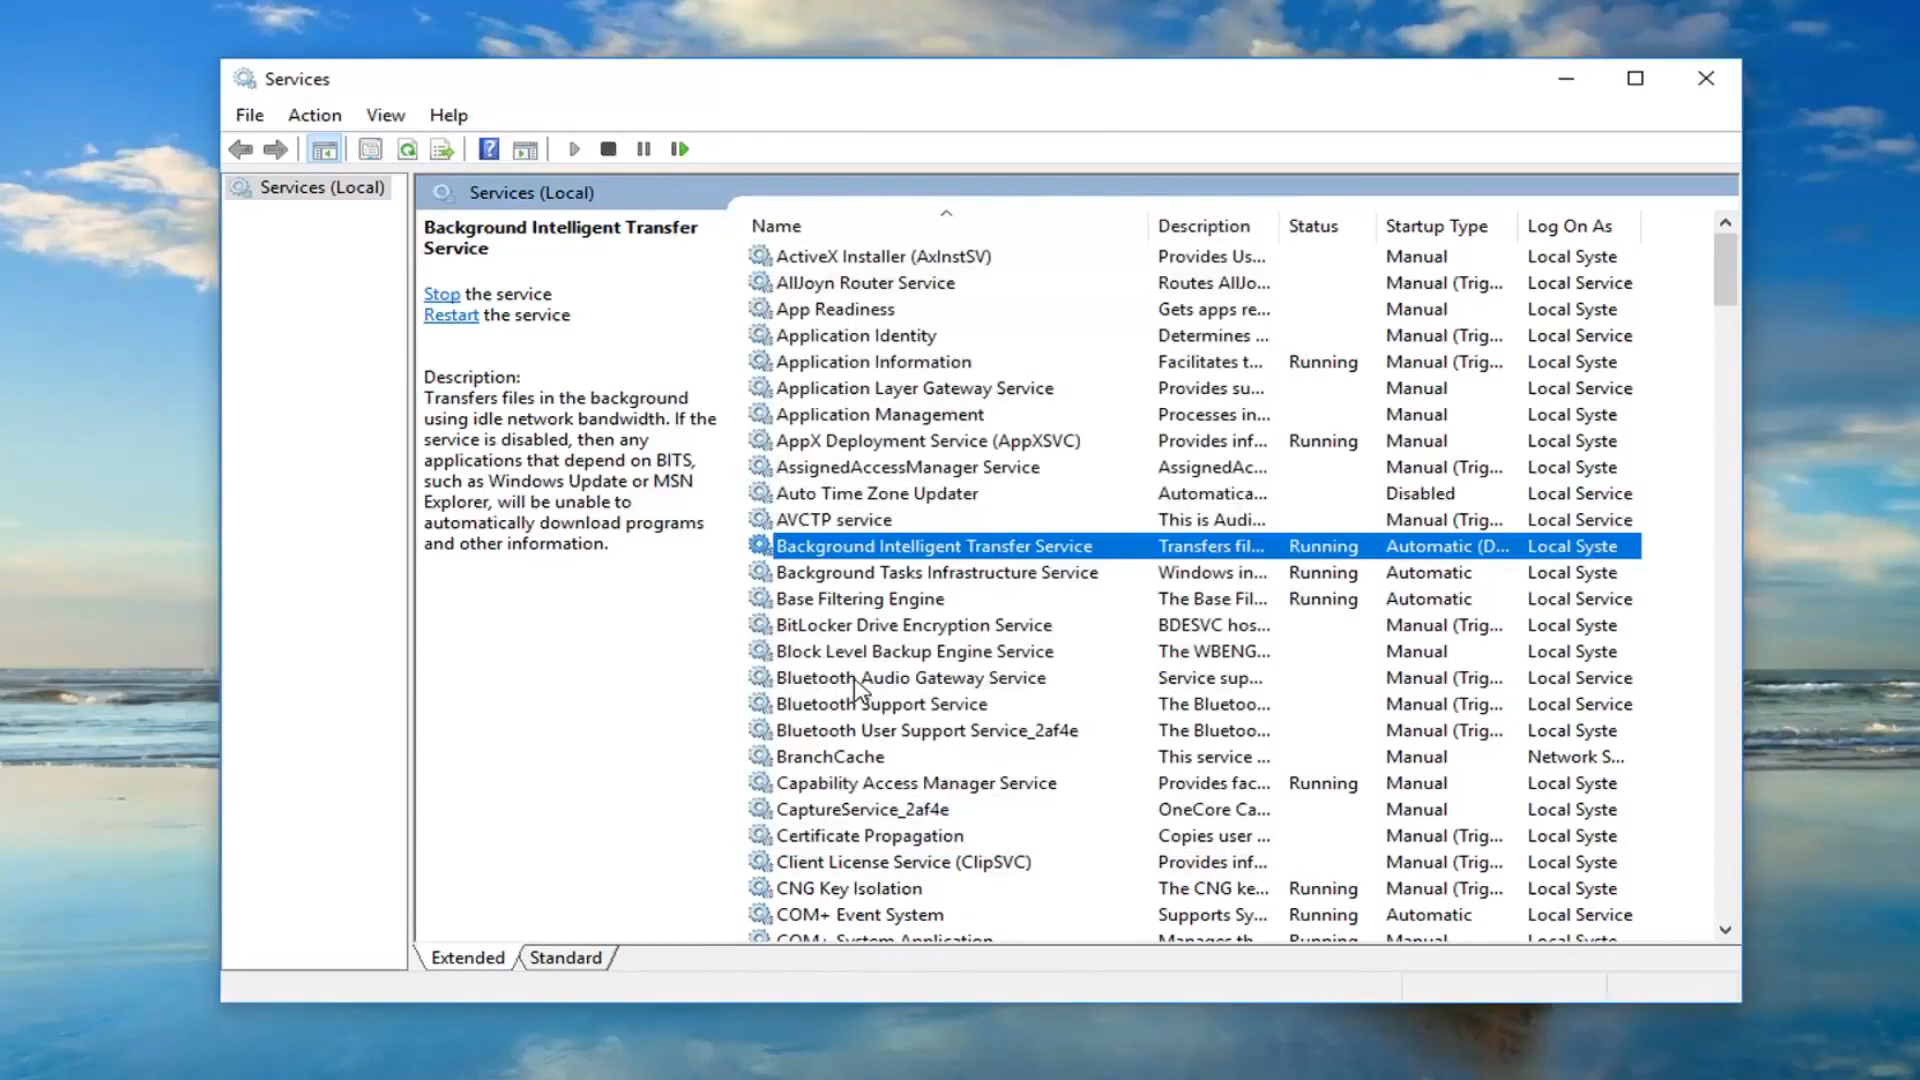 Services
File Action View Help
Services (Local)
Services (Local)
Background Intelligent Transfer
Service
Stop the service
Restart the service
Description:
Transfers files in the background
using idle network bandwidth. If the
service is disabled, then any
applications that depend on BITS,
such as Windows Update or MSN
Explorer, will be unable to
automatically download programs
and other information.
Name Description Status Startup Type Log On As
ActiveX Installer (AxInstSV) Provides Us... Manual Local Syste
AllJoyn Router Service Routes AllJo... Manual (Trig... Local Service
App Readiness Gets apps re... Manual Local Syste
Application Identity Determines ... Manual (Trig... Local Service
Application Information Facilitates t... Running Manual (Trig... Local Syste
Application Layer Gateway Service Provides su... Manual Local Service
Application Management Processes in... Manual Local Syste
AppX Deployment Service (AppXSVC) Provides inf... Running Manual Local Syste
AssignedAccessManager Service AssignedAc... Manual (Trig... Local Syste
Auto Time Zone Updater Automatica... Disabled Local Service
AVCTP service This is Audi... Manual (Trig... Local Service
Background Intelligent Transfer Service Transfers fil... Running Automatic (D... Local Syste
Background Tasks Infrastructure Service Windows in... Running Automatic Local Syste
Base Filtering Engine The Base Fil... Running Automatic Local Service
BitLocker Drive Encryption Service BDESVC hos... Manual (Trig... Local Syste
Block Level Backup Engine Service The WBENG... Manual Local Syste
Bluetooth Audio Gateway Service Service sup... Manual (Trig... Local Service
Bluetooth Support Service The Bluetoo... Manual (Trig... Local Service
Bluetooth User Support Service_2af4e The Bluetoo... Manual (Trig... Local Syste
BranchCache This service ... Manual Network S...
Capability Access Manager Service Provides fac... Running Manual Local Syste
CaptureService_2af4e OneCore Ca... Manual Local Syste
Certificate Propagation Copies user ... Manual (Trig... Local Syste
Client License Service (ClipSVC) Provides inf... Manual (Trig... Local Syste
CNG Key Isolation The CNG ke... Running Manual (Trig... Local Syste
COM+ Event System Supports Sy... Running Automatic Local Service
COM+ System Application Manages th... Running Manual Local Syste
Extended Standard